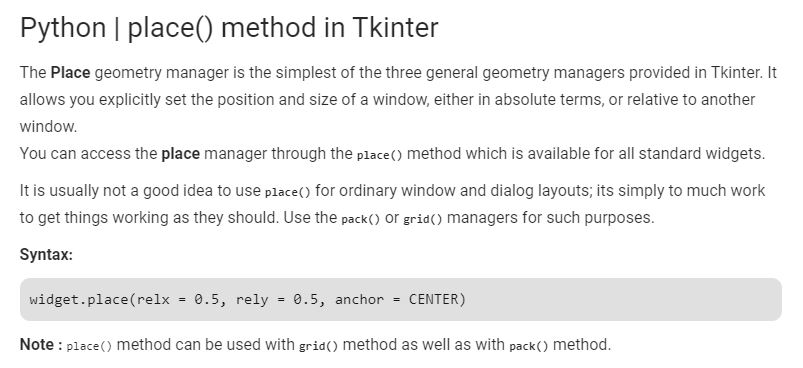 Python | place() method in Tkinter
The Place geometry manager is the simplest of the three general geometry managers provided in Tkinter. It
allows you explicitly set the position and size of a window, either in absolute terms, or relative to another
window.
You can access the place manager through the place() method which is available for all standard widgets.
It is usually not a good idea to use place() for ordinary window and dialog layouts; its simply to much work
to get things working as they should. Use the pack() or grid() managers for such purposes.
Syntax:
widget.place(relx = 0.5, rely = 0.5, anchor = CENTER)
Note : place() method can be used with grid() method as well as with pack() method.